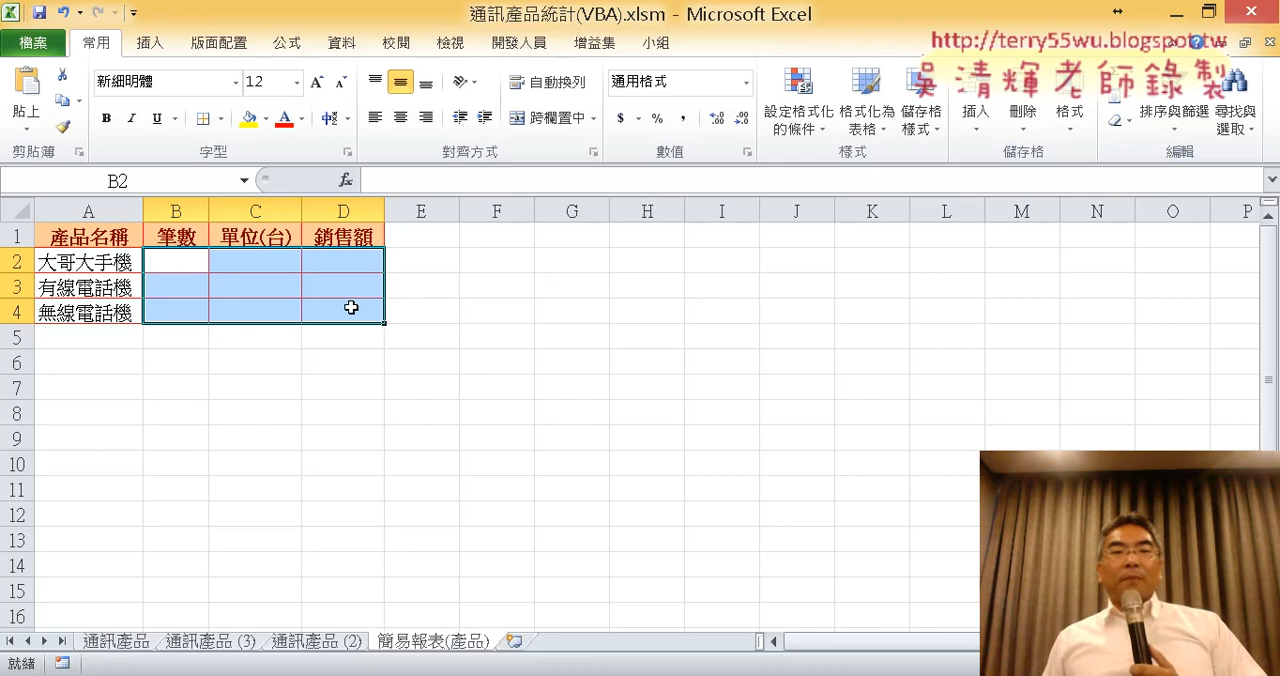 通訊產品統計(VBA).xlsm - Microsoft Excel
檔案 常用 插入 版面配置 公式 資料 校閱 檢視 開發人員 增益集 小組
http://terry55wu.blogspot.tw
吳清輝老師錄製
貼上
新細明體 12
B I U
自動換列
跨欄置中
通用格式
$ % ,
設定格式化的條件
格式化為表格
儲存格樣式
插入 刪除 格式
排序與篩選
尋找與選取
剪貼簿 字型 對齊方式 數值 樣式 儲存格 編輯
B2 fx
A B C D E F G H I J K L M N O P
1 產品名稱 筆數 單位(台) 銷售額
2 大哥大手機
3 有線電話機
4 無線電話機
5
6
7
8
9
10
11
12
13
14
15
16
通訊產品 通訊產品 (3) 通訊產品 (2) 簡易報表(產品)
就緒